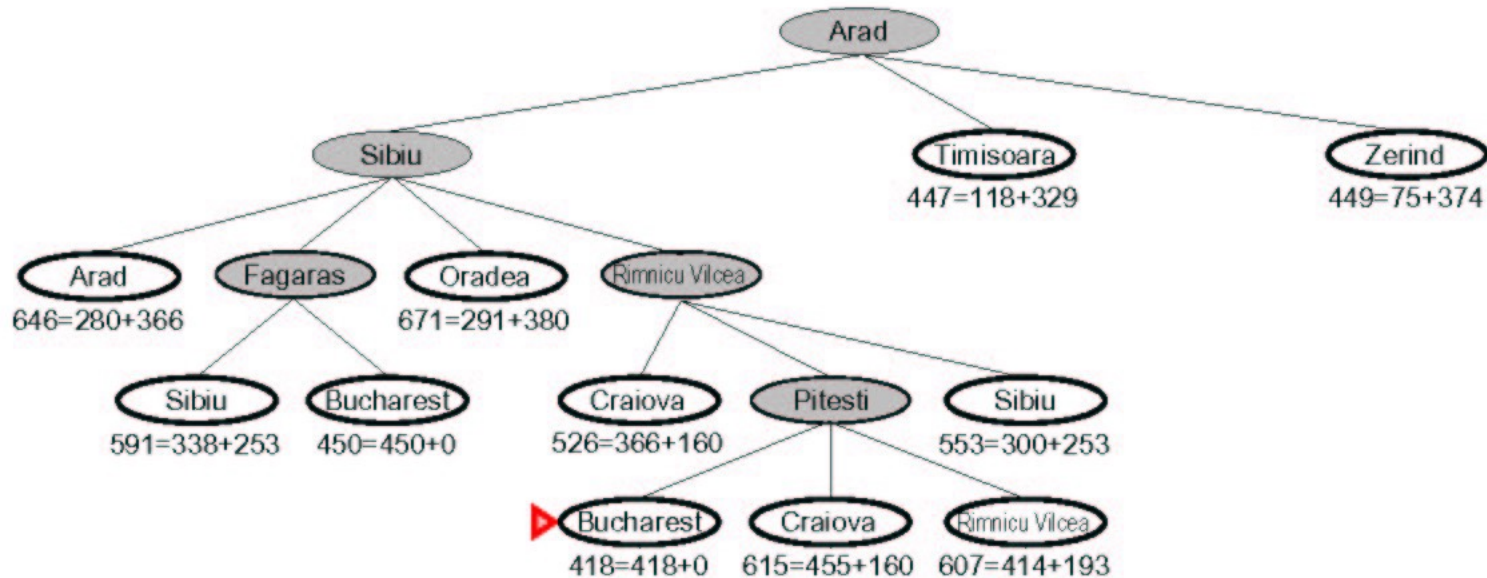 Arad
Sibiu Timisoara Zerind
447=118+329 449=75+374
Arad Fagaras Oradea Rimnicu Vilcea
646=280+366 671=291+380
Sibiu Bucharest Craiova Pitesti Sibiu
591=338+253 450=450+0 526=366+160 553=300+253
Bucharest Craiova Rimnicu Vilcea
418=418+0 615=455+160 607=414+193